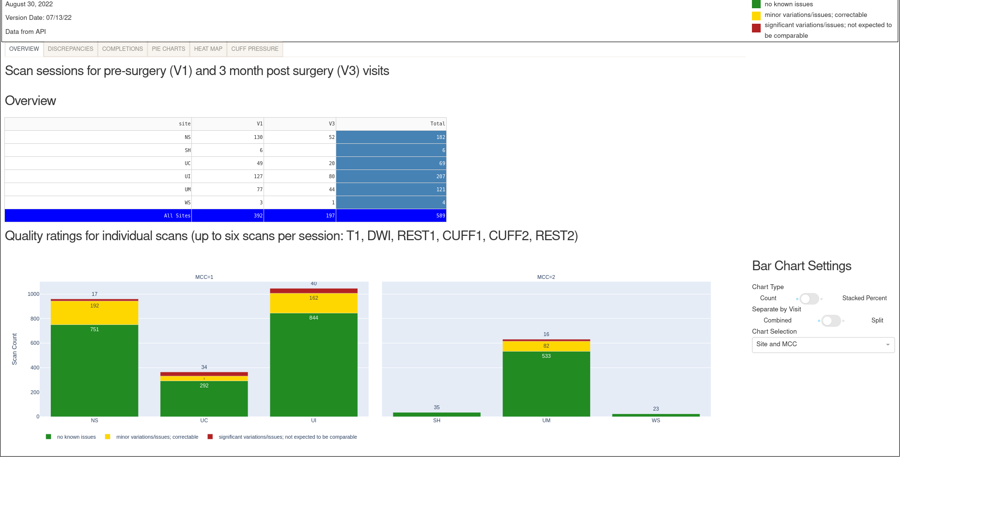 August 30, 2022
Version Date: 07/13/22
Data from API
no known issues
minor variations/issues; correctable
significant variations/issues; not expected to
be comparable
OVERVIEW DISCREPANCIES COMPLETIONS PIE CHARTS HEAT MAP CUFF PRESSURE
Scan sessions for pre-surgery (V1) and 3 month post surgery (V3) visits
Overview
site V1 V3 Total
NS 130 52 182
SH 6 6
UC 49 20 69
UI 127 80 207
UM 77 44 121
WS 3 1 4
All Sites 392 197 589
Quality ratings for individual scans (up to six scans per session: T1, DWI, REST1, CUFF1, CUFF2, REST2)
MCC=1
MCC=2
Scan Count
1000
800
600
400
200
0
17
192
751
34
292
40
162
844
35
16
82
533
23
NS UC UI SH UM WS
no known issues minor variations/issues; correctable significant variations/issues; not expected to be comparable
Bar Chart Settings
Chart Type
Count Stacked Percent
Separate by Visit
Combined Split
Chart Selection
Site and MCC